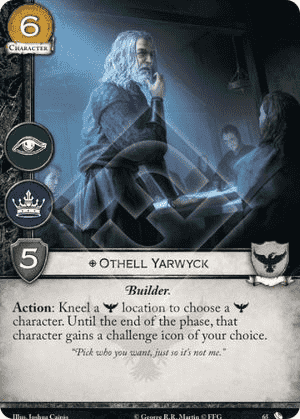 6
CHARACTER
5
OTHELL YARWYCK
Builder.
Action: Kneel a location to choose a
character. Until the end of the phase, that
character gains a challenge icon of your choice.
"Pick who you want, just so it's not me."
Illus. Joshua Cairós © George R.R. Martin © FFG 65